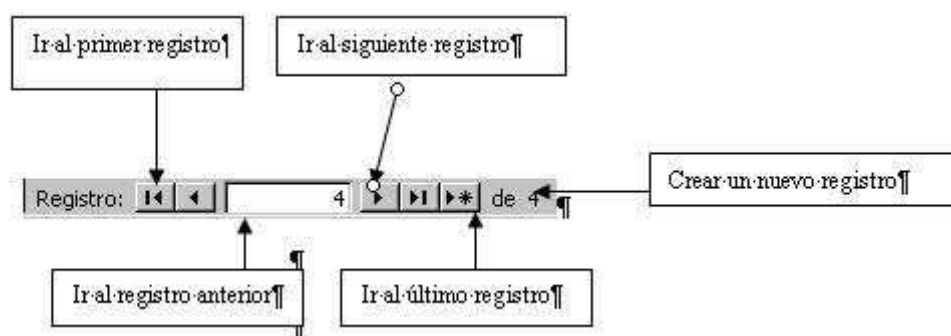 Ir·al·primer·registro¶
Ir·al·siguiente·registro¶
Crear·un·nuevo·registro¶
Registro: 4 de 4¶
¶
Ir·al·registro·anterior¶
Ir·al·último·registro¶
¶